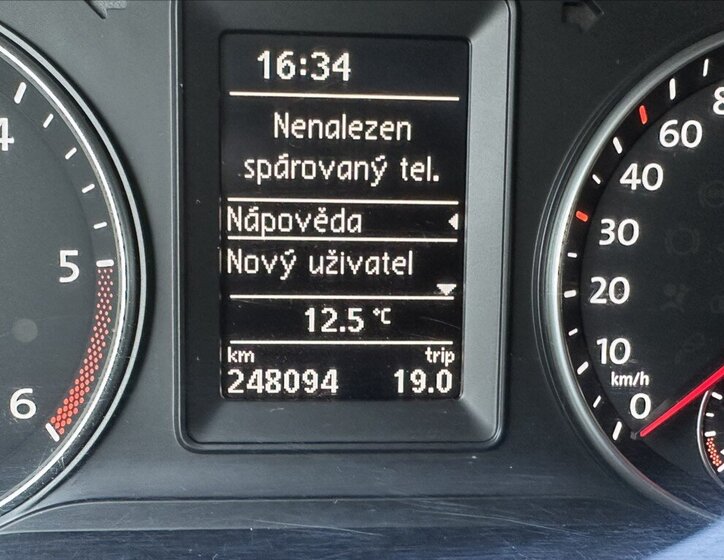 16:34
Nenalezen
spárovaný tel.
Nápověda
Nový uživatel
12.5 °C
km trip
248094 19.0
4
5
6
8
60
40
30
20
10
km/h
0